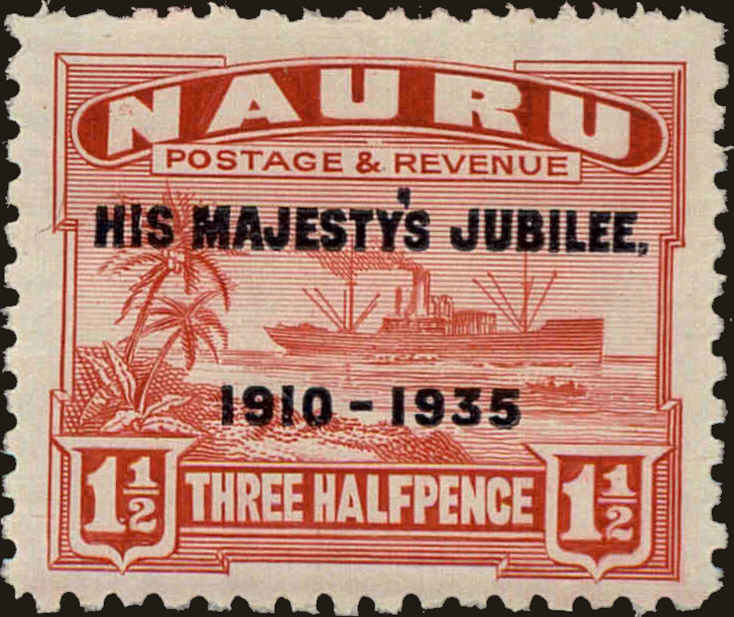 NAURU
POSTAGE & REVENUE
HIS MAJESTY'S JUBILEE,
1910-1935
1½ THREE HALFPENCE 1½